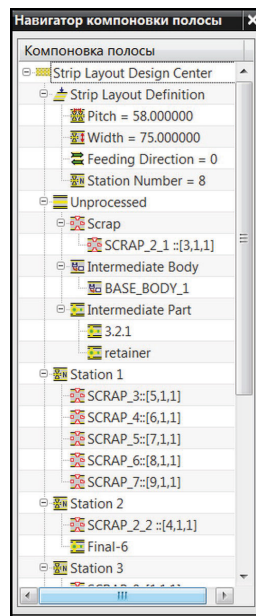 Навигатор компоновки полосы
Компоновка полосы
Strip Layout Design Center
Strip Layout Definition
Pitch = 58.000000
Width = 75.000000
Feeding Direction = 0
Station Number = 8
Unprocessed
Scrap
SCRAP_2_1 ::[3,1,1]
Intermediate Body
BASE_BODY_1
Intermediate Part
3.2.1
retainer
Station 1
SCRAP_3::[5,1,1]
SCRAP_4::[6,1,1]
SCRAP_5::[7,1,1]
SCRAP_6::[8,1,1]
SCRAP_7::[9,1,1]
Station 2
SCRAP_2_2 ::[4,1,1]
Final-6
Station 3